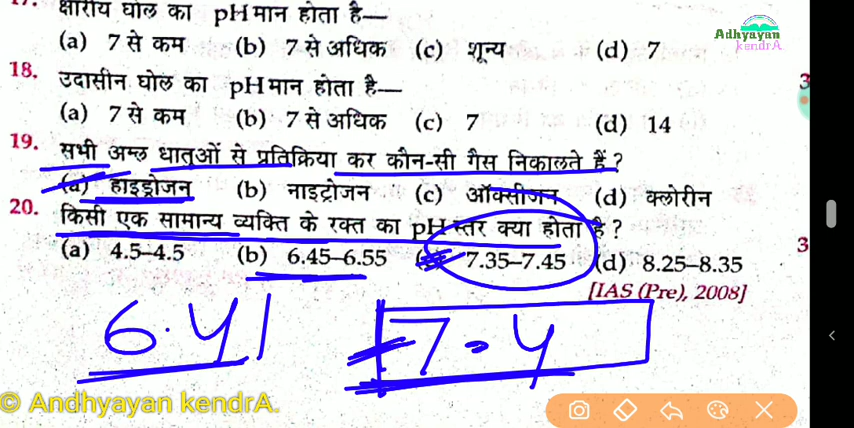 17. क्षारीय घोल का pH मान होता है—
Adhyayan
kendrA
(a) 7 से कम (b) 7 से अधिक (c) शून्य (d) 7
18. उदासीन घोल का pH मान होता है—
(a) 7 से कम (b) 7 से अधिक (c) 7 (d) 14
19. सभी अम्ल धातुओं से प्रतिक्रिया कर कौन-सी गैस निकालते हैं ?
(a) हाइड्रोजन (b) नाइट्रोजन (c) ऑक्सीजन (d) क्लोरीन
20. किसी एक सामान्य व्यक्ति के रक्त का pH स्तर क्या होता है ?
(a) 4.5–4.5 (b) 6.45–6.55 7.35–7.45 (d) 8.25–8.35
[IAS (Pre), 2008]
6.4 7.4
© Andhyayan kendrA.